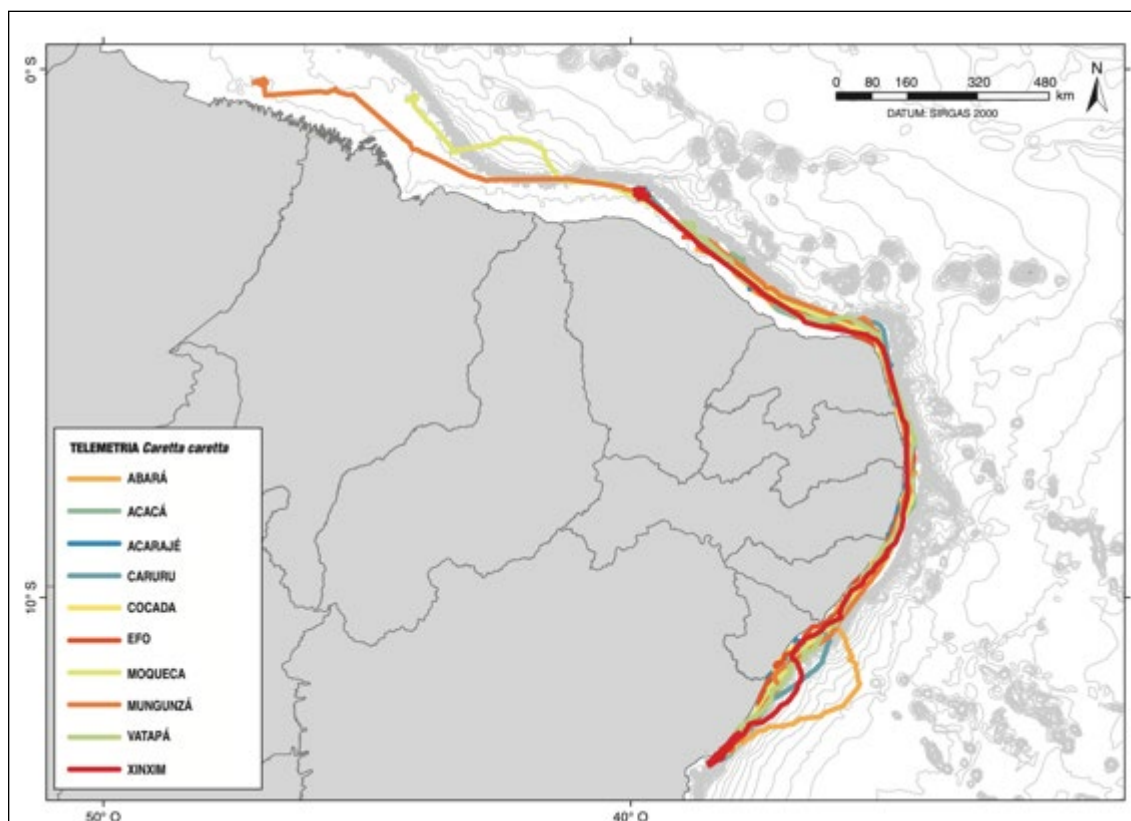 0° S
10° S
0 80 160 320 480
km
DATUM: SIRGAS 2000
N
TELEMETRIA Caretta caretta
ABARÁ
ACACÁ
ACARAJÉ
CARURU
COCADA
EFO
MOQUECA
MUNGUNZÁ
VATAPÁ
XINXIM
50° O
40° O